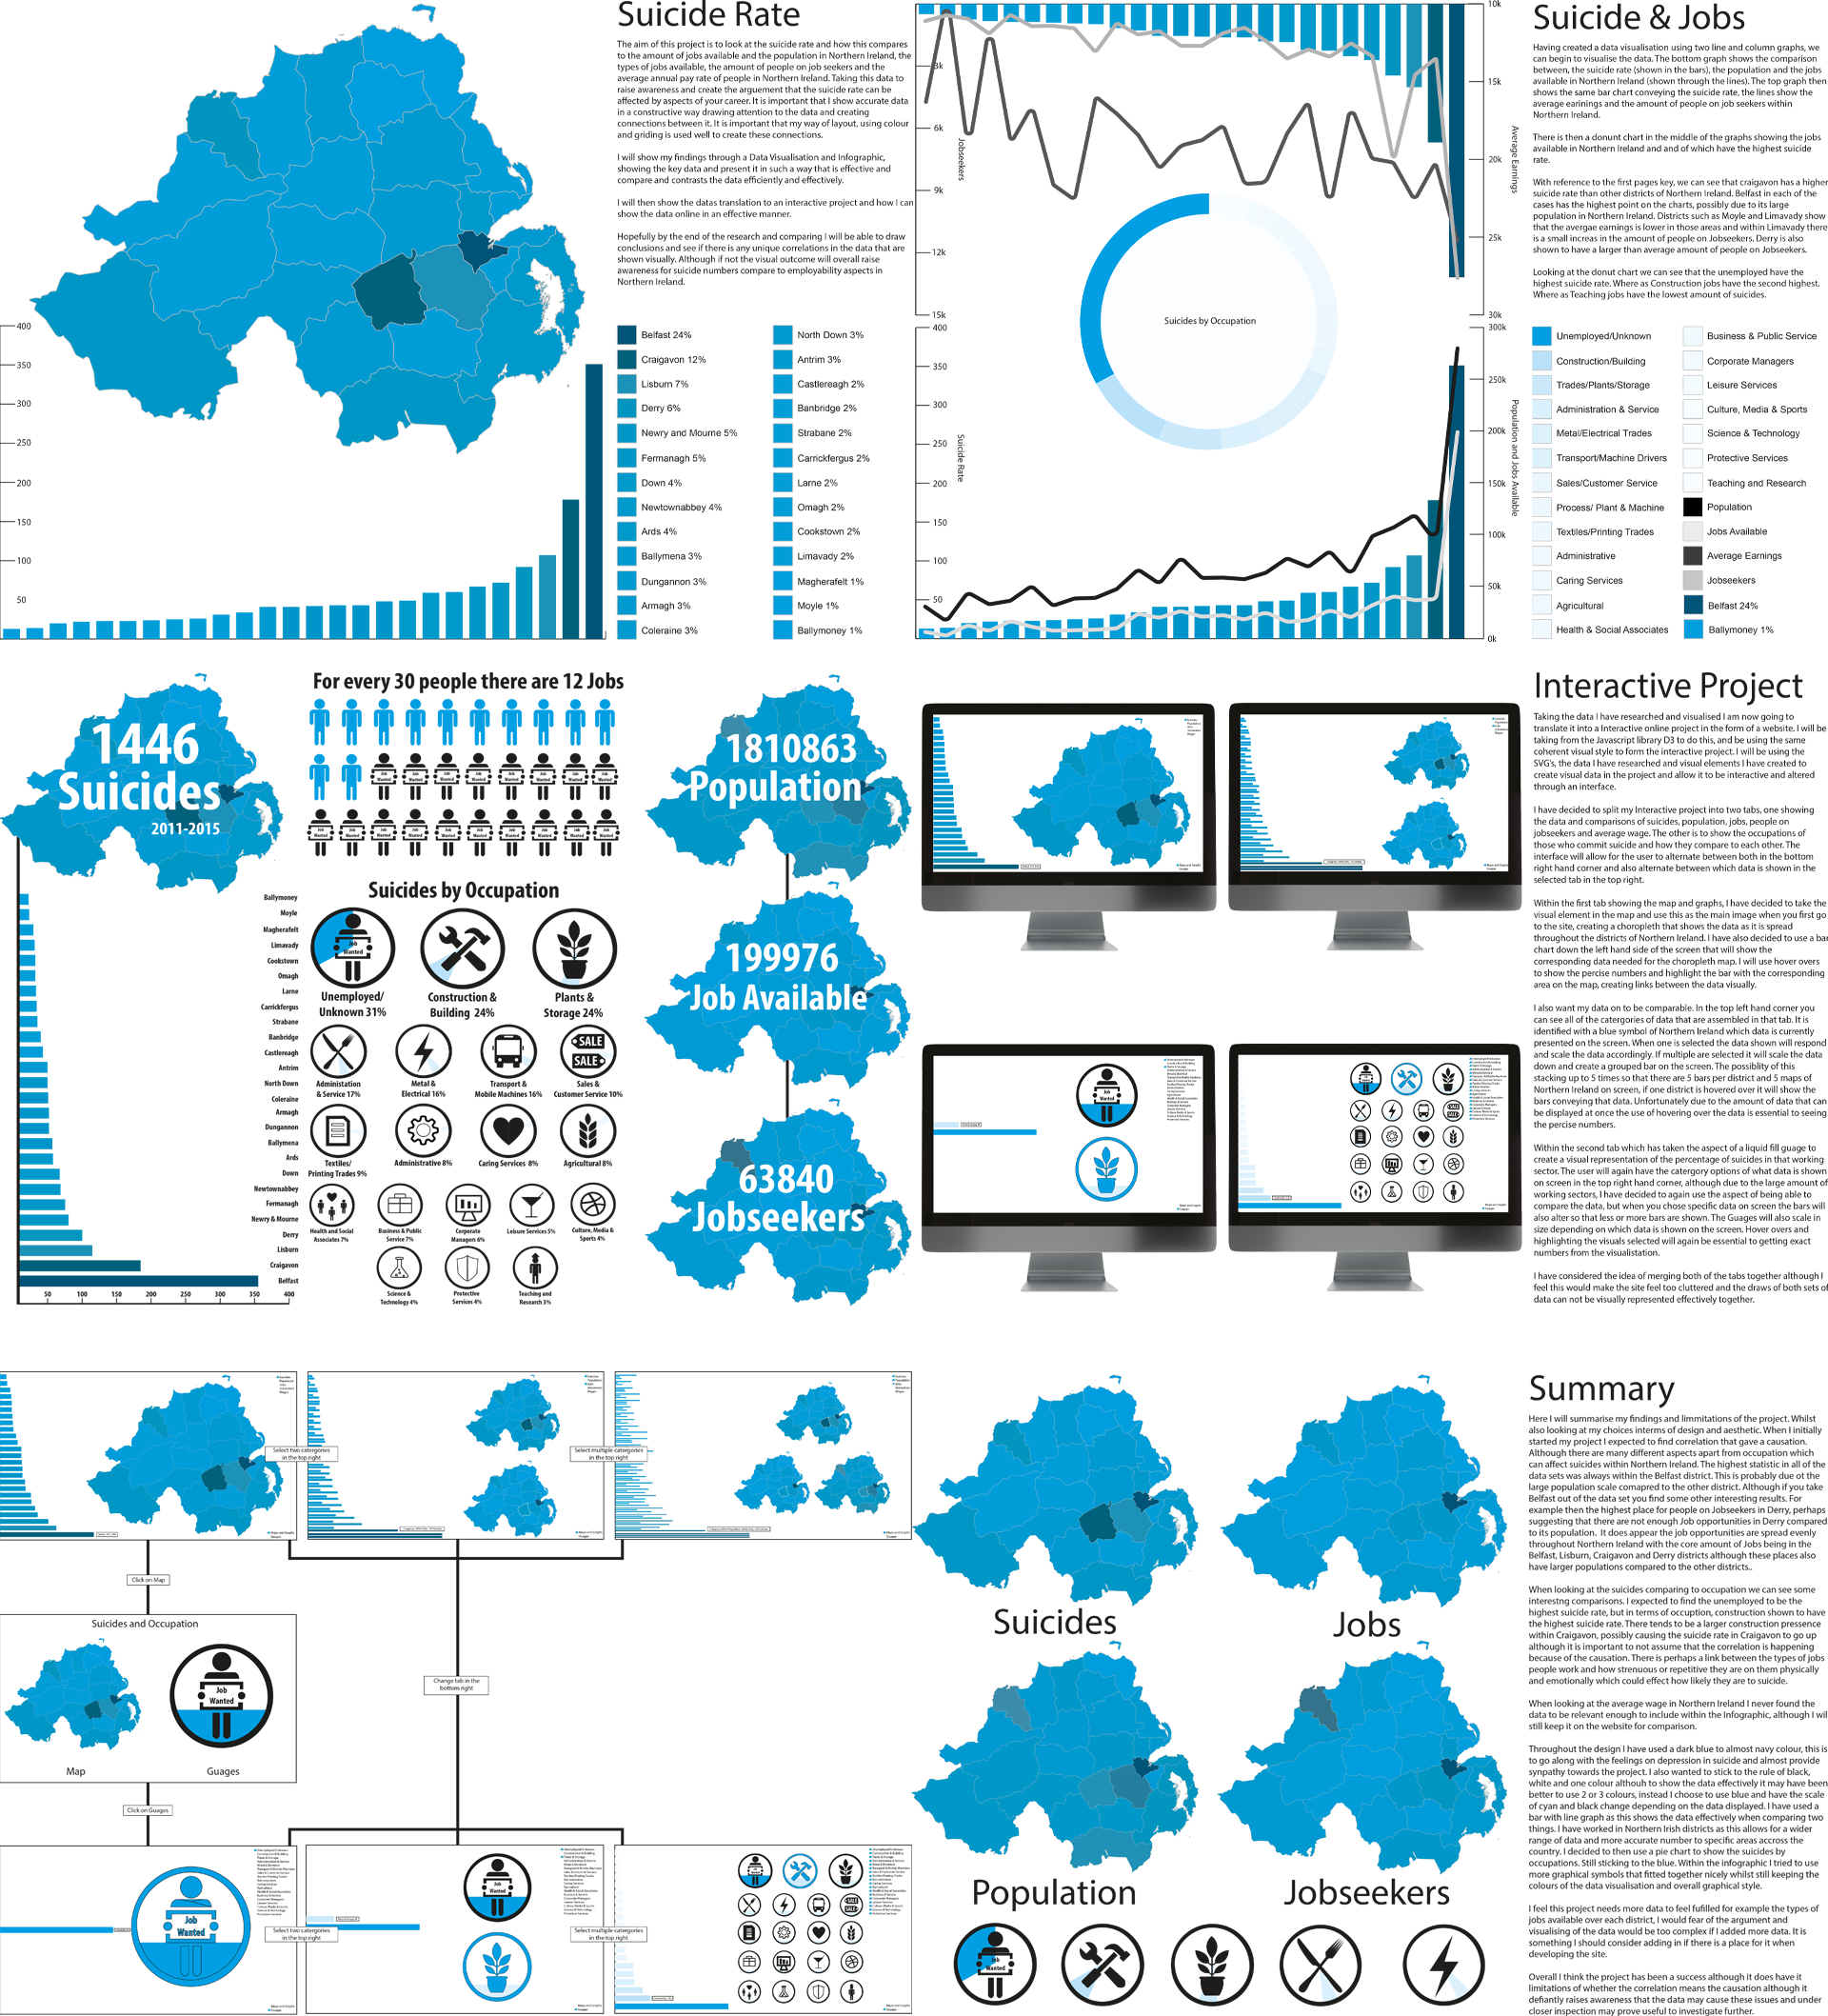 Suicide Rate
The aim of this project is to look at the suicide rate and how this compares
to the amount of jobs available and the population in Northern Ireland, the
types of jobs available, the amount of people on job seekers and the
average annual pay rate of people in Northern Ireland. Taking this data to
raise awareness and create the arguement that the suicide rate can be
affected by aspects of your career. It is important that I show accurate data
in a constructive way drawing attention to the data and creating
connections between it. It is important that my way of layout, using colour
and griding is used well to create these connections.
I will show my findings through a Data Visualisation and Infographic,
showing the key data and present it in such a way that is effective and
compare and contrasts the data efficiently and effectively.
I will then show the datas translation to an interactive project and how I can
show the data online in an effective manner.
Hopefully by the end of the research and comparing I will be able to draw
conclusions and see if there is any unique correlations in the data that are
shown visually. Although if not the visual outcome will overall raise
awareness for suicide numbers compare to employability aspects in
Northern Ireland.
400
350
300
250
200
150
100
50
Belfast 24%
Craigavon 12%
Lisburn 7%
Derry 6%
Newry and Mourne 5%
Fermanagh 5%
Down 4%
Newtownabbey 4%
Ards 4%
Ballymena 3%
Dungannon 3%
Armagh 3%
Coleraine 3%
North Down 3%
Antrim 3%
Castlereagh 2%
Banbridge 2%
Strabane 2%
Carrickfergus 2%
Larne 2%
Omagh 2%
Cookstown 2%
Limavady 2%
Magherafelt 1%
Moyle 1%
Ballymoney 1%
3k
6k
9k
12k
15k
Jobseekers
10k
15k
20k
25k
30k
Average Earnings
Suicides by Occupation
400
350
300
250
200
150
100
50
Suicide Rate
300k
250k
200k
150k
100k
50k
0k
Population and Jobs Available
Suicide & Jobs
Having created a data visualisation using two line and column graphs, we
can begin to visualise the data. The bottom graph shows the comparison
between, the suicide rate (shown in the bars), the population and the jobs
available in Northern Ireland (shown through the lines). The top graph then
shows the same bar chart conveying the suicide rate, the lines show the
average earinings and the amount of people on job seekers within
Northern Ireland.
There is then a donunt chart in the middle of the graphs showing the jobs
available in Northern Ireland and and of which have the highest suicide
rate.
With reference to the first pages key, we can see that craigavon has a higher
suicide rate than other districts of Northern Ireland. Belfast in each of the
cases has the highest point on the charts, possibly due to its large
population in Northern Ireland. Districts such as Moyle and Limavady show
that the avergae earnings is lower in those areas and within Limavady there
is a small increas in the amount of people on Jobseekers. Derry is also
shown to have a larger than average amount of people on Jobseekers.
Looking at the donut chart we can see that the unemployed have the
highest suicide rate. Where as Construction jobs have the second highest.
Where as Teaching jobs have the lowest amount of suicides.
Unemployed/Unknown
Construction/Building
Trades/Plants/Storage
Administration & Service
Metal/Electrical Trades
Transport/Machine Drivers
Sales/Customer Service
Process/ Plant & Machine
Textiles/Printing Trades
Administrative
Caring Services
Agricultural
Health & Social Associates
Business & Public Service
Corporate Managers
Leisure Services
Culture, Media & Sports
Science & Technology
Protective Services
Teaching and Research
Population
Jobs Available
Average Earnings
Jobseekers
Belfast 24%
Ballymoney 1%
1446
Suicides
2011-2015
Ballymoney
Moyle
Magherafelt
Limavady
Cookstown
Omagh
Larne
Carrickfergus
Strabane
Banbridge
Castlereagh
Antrim
North Down
Coleraine
Armagh
Dungannon
Ballymena
Ards
Down
Newtownabbey
Fermanagh
Newry & Mourne
Derry
Lisburn
Craigavon
Belfast
50 100 150 200 250 300 350 400
For every 30 people there are 12 Jobs
Job Wanted
Suicides by Occupation
Unemployed/
Unknown 31%
Construction &
Building 24%
Plants &
Storage 24%
SALE
SALE
Administation
& Service 17%
Metal &
Electrical 16%
Transport &
Mobile Machines 16%
Sales &
Customer Service 10%
Textiles/
Printing Trades 9%
Administrative 8%
Caring Services 8%
Agricultural 8%
Health and Social
Associates 7%
Business & Public
Service 7%
Corporate
Managers 6%
Leisure Services 5%
Culture, Media &
Sports 4%
Science &
Technology 4%
Protective
Services 4%
Teaching and
Research 3%
1810863
Population
199976
Job Available
63840
Jobseekers
Interactive Project
Taking the data I have researched and visualised I am now going to
translate it into a Interactive online project in the form of a website. I will be
taking from the Javascript library D3 to do this, and be using the same
coherent visual style to form the interactive project. I will be using the
SVG's, the data I have researched and visual elements I have created to
create visual data in the project and allow it to be interactive and altered
through an interface.
I have decided to split my Interactive project into two tabs, one showing
the data and comparisons of suicides, population, jobs, people on
jobseekers and average wage. The other is to show the occupations of
those who commit suicide and how they compare to each other. The
interface will allow for the user to alternate between both in the bottom
right hand corner and also alternate between which data is shown in the
selected tab in the top right.
Within the first tab showing the map and graphs, I have decided to take the
visual element in the map and use this as the main image when you first go
to the site, creating a choropleth that shows the data as it is spread
throughout the districts of Northern Ireland. I have also decided to use a bar
chart down the left hand side of the screen that will show the
corresponding data needed for the choropleth map. I will use hover overs
to show the percise numbers and highlight the bar with the corresponding
area on the map, creating links between the data visually.
I also want my data on to be comparable. In the top left hand corner you
can see all of the catergories of data that are assembled in that tab. It is
identified with a blue symbol of Northern Ireland which data is currently
presented on the screen. When one is selected the data shown will respond
and scale the data accordingly. If multiple are selected it will scale the data
down and create a grouped bar on the screen. The possiblity of this
stacking up to 5 times so that there are 5 bars per district and 5 maps of
Northern Ireland on screen, if one district is hovered over it will show the
bars conveying that data. Unfortunately due to the amount of data that can
be displayed at once the use of hovering over the data is essential to seeing
the percise numbers.
Within the second tab which has taken the aspect of a liquid fill guage to
create a visual representation of the percentage of suicides in that working
sector. The user will again have the catergory options of what data is shown
on screen in the top right hand corner, although due to the large amount of
working sectors, I have decided to again use the aspect of being able to
compare the data, but when you chose specific data on screen the bars will
also alter so that less or more bars are shown. The Guages will also scale in
size depending on which data is shown on the screen. Hover overs and
highlighting the visuals selected will again be essential to getting exact
numbers from the visualistation.
I have considered the idea of merging both of the tabs together although I
feel this would make the site feel too cluttered and the draws of both sets of
data can not be visually represented effectively together.
Select two catergories
in the top right
Select multiple catergories
in the top right
Click on Map
Suicides and Occupation
Job
Wanted
Map
Guages
Change tab in the
bottom right
Click on Guages
Job
Wanted
Select two catergories
in the top right
Select multiple catergories
in the top right
Suicides
Jobs
Population
Jobseekers
Summary
Here I will summarise my findings and limmitations of the project. Whilst
also looking at my choices interms of design and aesthetic. When I initially
started my project I expected to find correlation that gave a causation.
Although there are many different aspects apart from occupation which
can affect suicides within Northern Ireland. The highest statistic in all of the
data sets was always within the Belfast district. This is probably due ot the
large population scale comapred to the other district. Although if you take
Belfast out of the data set you find some other interesting results. For
example then the highest place for people on Jobseekers in Derry, perhaps
suggesting that there are not enough Job opportunities in Derry compared
to its population. It does appear the job opportunities are spread evenly
throughout Northern Ireland with the core amount of Jobs being in the
Belfast, Lisburn, Craigavon and Derry districts although these places also
have larger populations compared to the other districts..
When looking at the suicides comparing to occupation we can see some
interestng comparisons. I expected to find the unemployed to be the
highest suicide rate, but in terms of occuption, construction shown to have
the highest suicide rate. There tends to be a larger construction presence
within Craigavon, possibly causing the suicide rate in Craigavon to go up
although it is important to not assume that the correlation is happening
because of the causation. There is perhaps a link between the types of jobs
people work and how strenuous or repetitive they are on them physically
and emotionally which could effect how likely they are to suicide.
When looking at the average wage in Northern Ireland I never found the
data to be relevant enough to include within the Infographic, although I wil
still keep it on the website for comparison.
Throughout the design I have used a dark blue to almost navy colour, this is
to go along with the feelings on depression in suicide and almost provide
synpathy towards the project. I also wanted to stick to the rule of black,
white and one colour althouh to show the data effectively it may have been
better to use 2 or 3 colours, instead I choose to use blue and have the scale
of cyan and black change depending on the data displayed. I have used a
bar with line graph as this shows the data effectively when comparing two
things. I have worked in Northern Irish districts as this allows for a wider
range of data and more accurate number to specific areas accross the
country. I decided to then use a pie chart to show the suicides by
occupations. Still sticking to the blue. Within the infographic I tried to use
more graphical symbols that fitted together nicely whilst still keeping the
colours of the data visualisation and overall graphical style.
I feel this project needs more data to feel fufilled for example the types of
jobs available over each district, I would fear of the argument and
visualising of the data would be too complex if I added more data. It is
something I should consider adding in if there is a place for it when
developing the site.
Overall I think the project has been a success although it does have it
limitations of whether the correlation means the causation although it
defiantly raises awareness that the data may cause these issues and under
closer inspection may prove useful to investigate further.